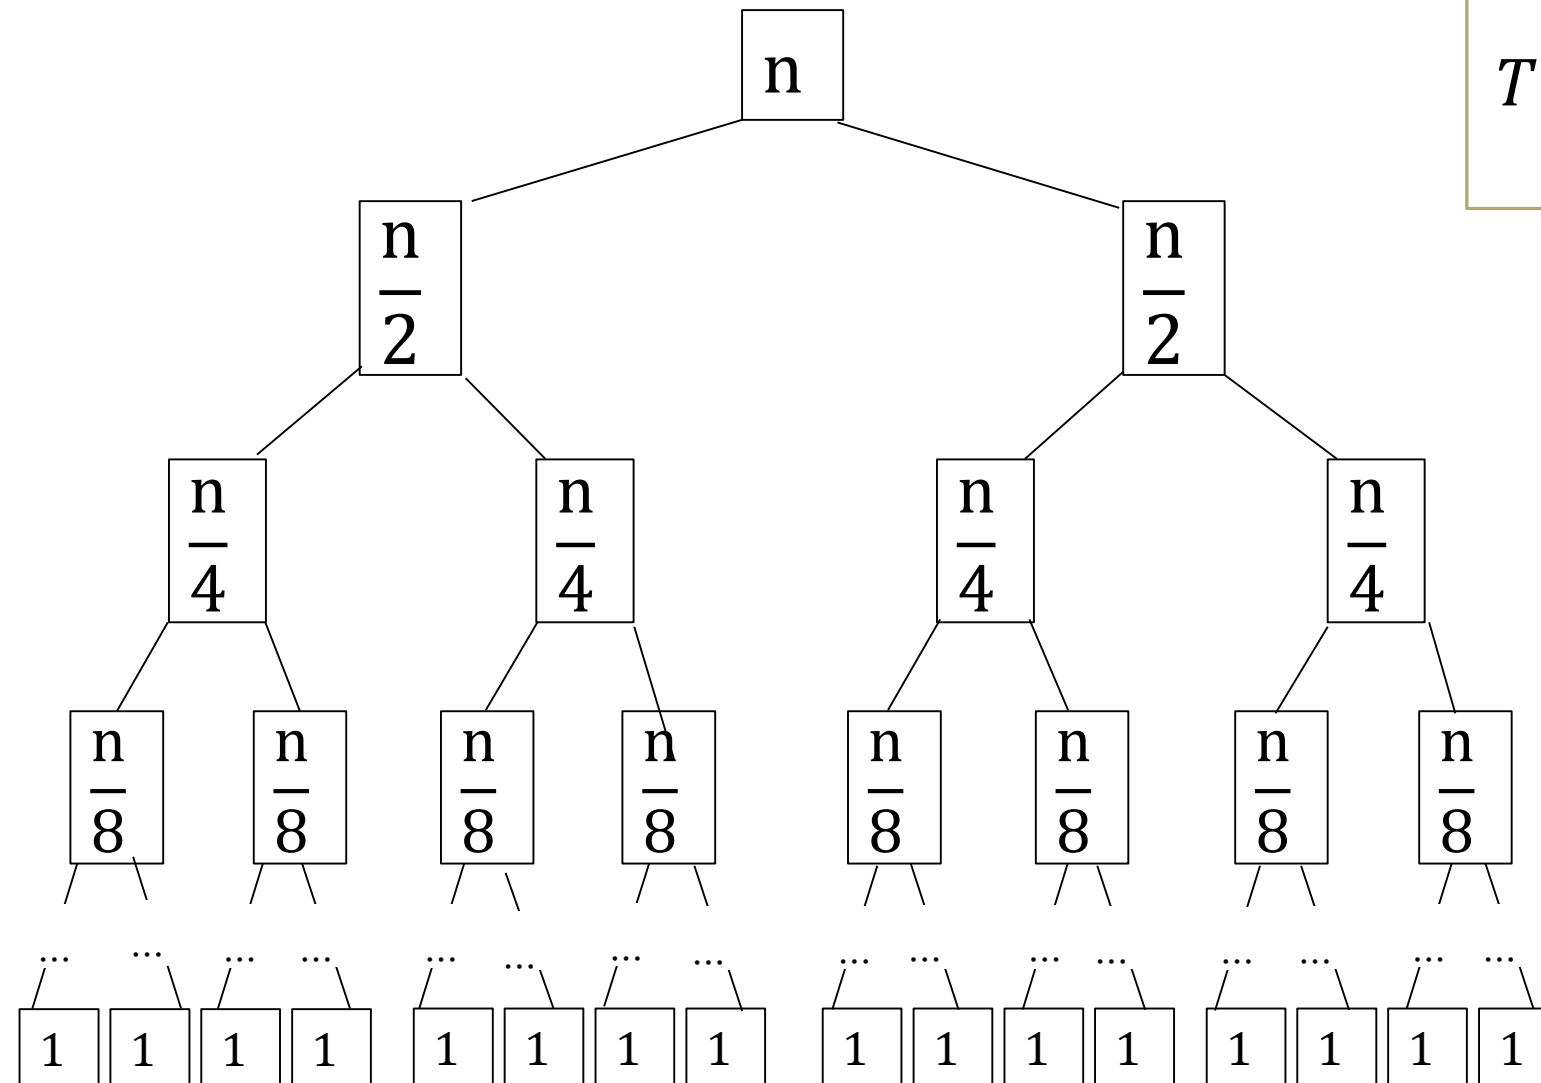 n
T
n/2 n/2
n/4 n/4 n/4 n/4
n/8 n/8 n/8 n/8 n/8 n/8 n/8 n/8
... ... ... ... ... ... ... ... ... ... ... ... ... ... ... ...
1 1 1 1 1 1 1 1 1 1 1 1 1 1 1 1